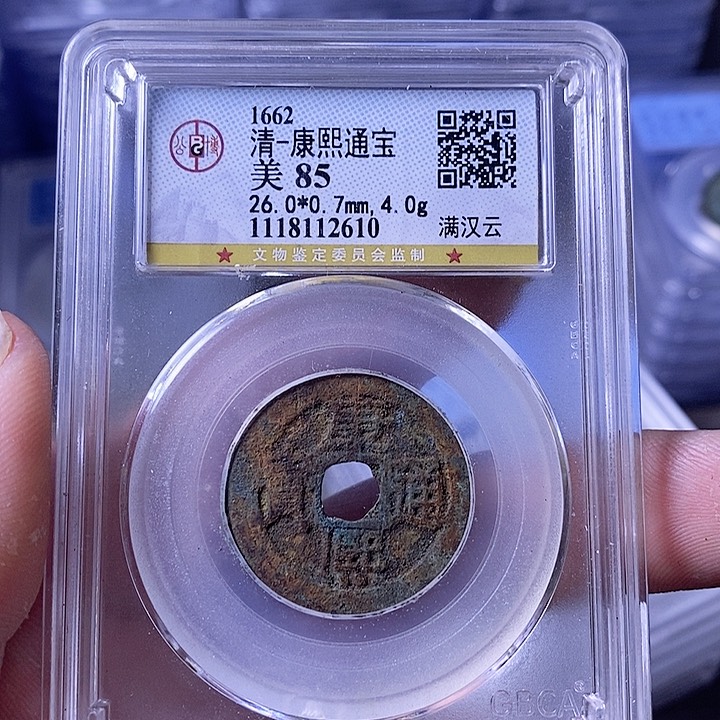 1662
清-康熙通宝
美 85
26.0*0.7mm,4.0g
1118112610
满汉云
★ 文物鉴定委员会监制 ★
康熙通寶
GBCA